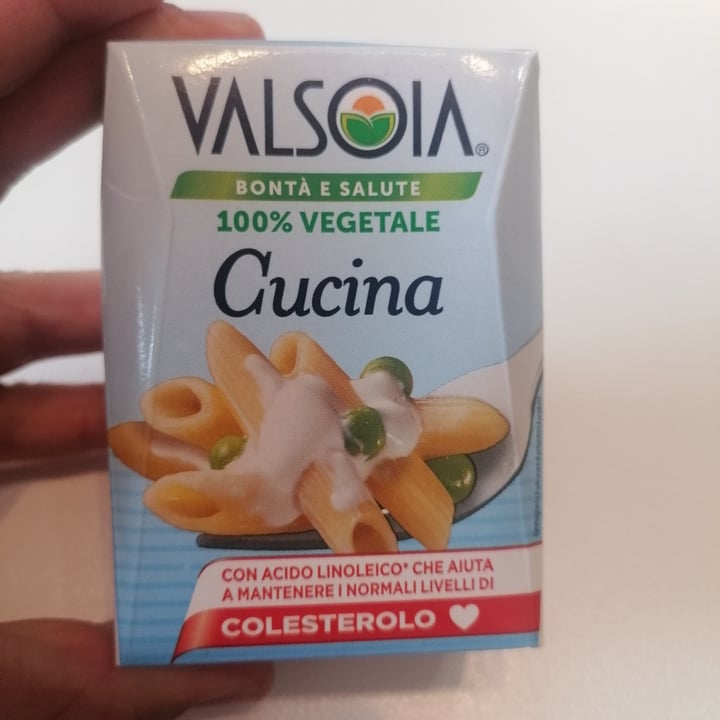 VALSOIA®
BONTÀ E SALUTE
100% VEGETALE
Cucina
CON ACIDO LINOLEICO* CHE AIUTA
A MANTENERE I NORMALI LIVELLI DI
COLESTEROLO